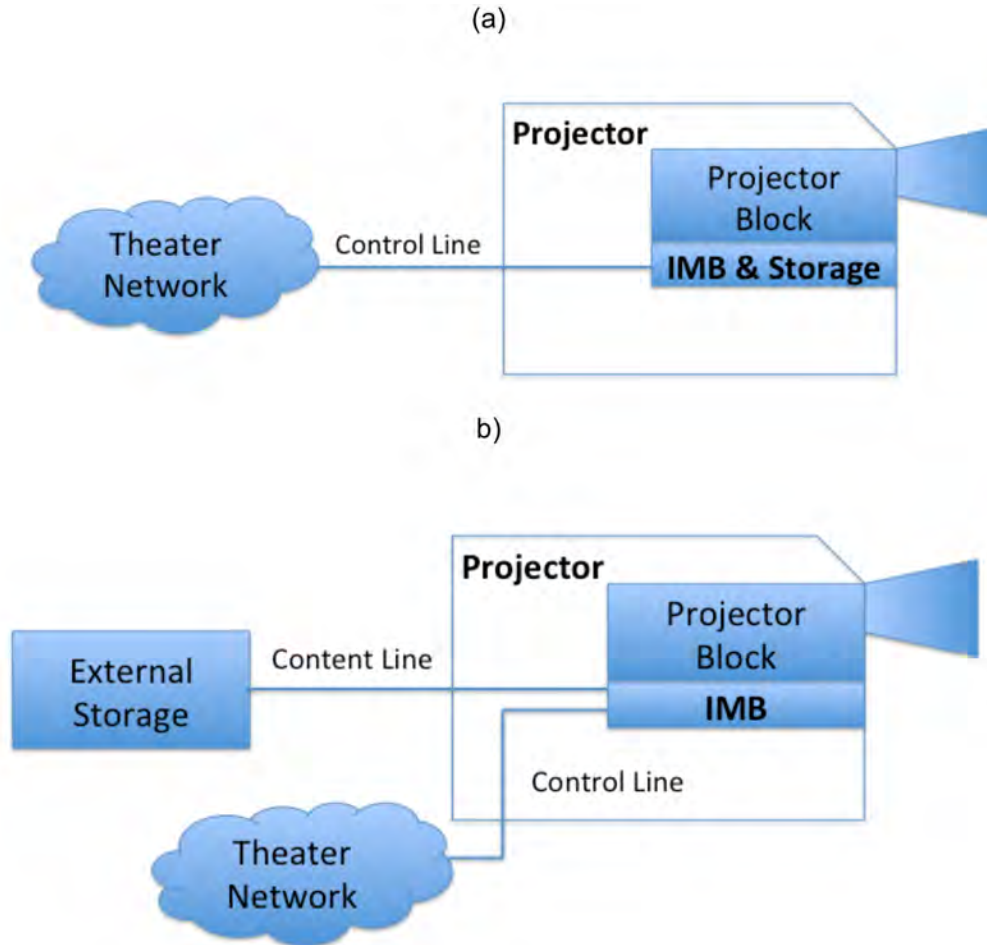 (a)
Projector
Projector
Block
IMB & Storage
Theater
Network
Control Line
b)
Projector
Projector
Block
IMB
External
Storage
Content Line
Control Line
Theater
Network